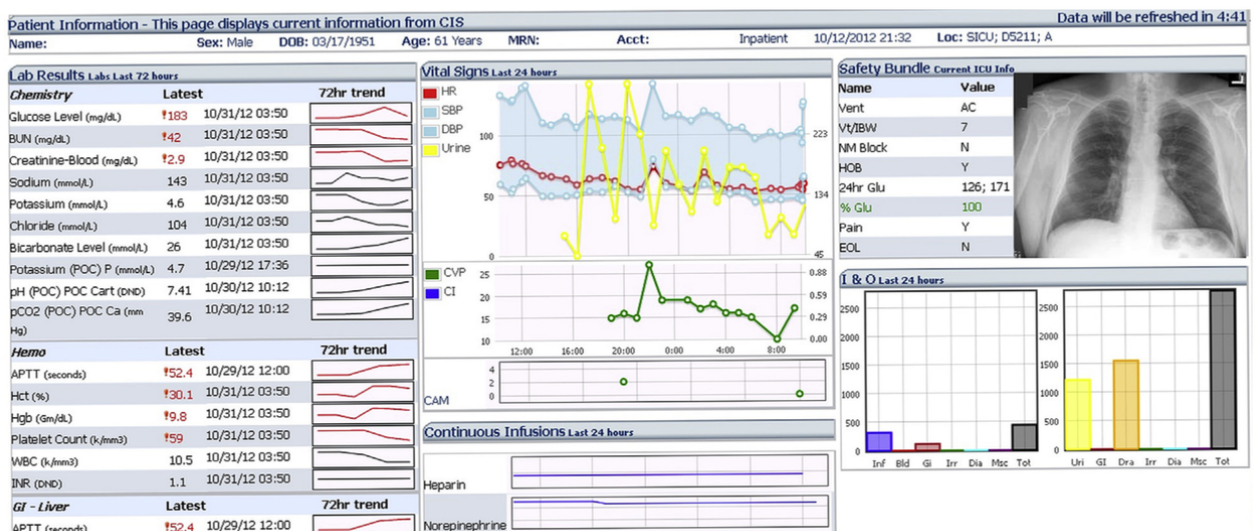 Patient Information - This page displays current information from CIS
Data will be refreshed in 4:41
Name: Sex: Male DOB: 03/17/1951 Age: 61 Years MRN: Acct: Inpatient 10/12/2012 21:32 Loc: SICU; D5211; A
Lab Results Labs Last 72 hours
Chemistry Latest 72hr trend
Glucose Level (mg/dL) !183 10/31/12 03:50
BUN (mg/dL) !42 10/31/12 03:50
Creatinine-Blood (mg/dL) !2.9 10/31/12 03:50
Sodium (mmol/L) 143 10/31/12 03:50
Potassium (mmol/L) 4.6 10/31/12 03:50
Chloride (mmol/L) 104 10/31/12 03:50
Bicarbonate Level (mmol/L) 26 10/31/12 03:50
Potassium (POC) P (mmol/L) 4.7 10/29/12 17:36
pH (POC) POC Cart (DND) 7.41 10/30/12 10:12
pCO2 (POC) POC Ca (mm Hg) 39.6 10/30/12 10:12
Hemo Latest 72hr trend
APTT (seconds) !52.4 10/29/12 12:00
Hct (%) !30.1 10/31/12 03:50
Hgb (Gm/dL) !9.8 10/31/12 03:50
Platelet Count (k/mm3) !59 10/31/12 03:50
WBC (k/mm3) 10.5 10/31/12 03:50
INR (DND) 1.1 10/31/12 03:50
GI - Liver Latest 72hr trend
APTT (seconds) !52.4 10/29/12 12:00
Vital Signs Last 24 hours
HR
SBP
DBP
Urine
100
50
0
223
134
45
CVP
CI
25
20
15
10
0.88
0.59
0.29
0.00
12:00 16:00 20:00 0:00 4:00 8:00
4
2
0
CAM
Continuous Infusions Last 24 hours
Heparin
Norepinephrine
Safety Bundle Current ICU Info
Name Value
Vent AC
Vt/IBW 7
NM Block N
HOB Y
24hr Glu 126; 171
% Glu 100
Pain Y
EOL N
I & O Last 24 hours
2500
2000
1500
1000
500
0
Inf Bld Gi Irr Dia Msc Tot
2500
2000
1500
1000
500
0
Uri GI Dra Irr Dia Msc Tot